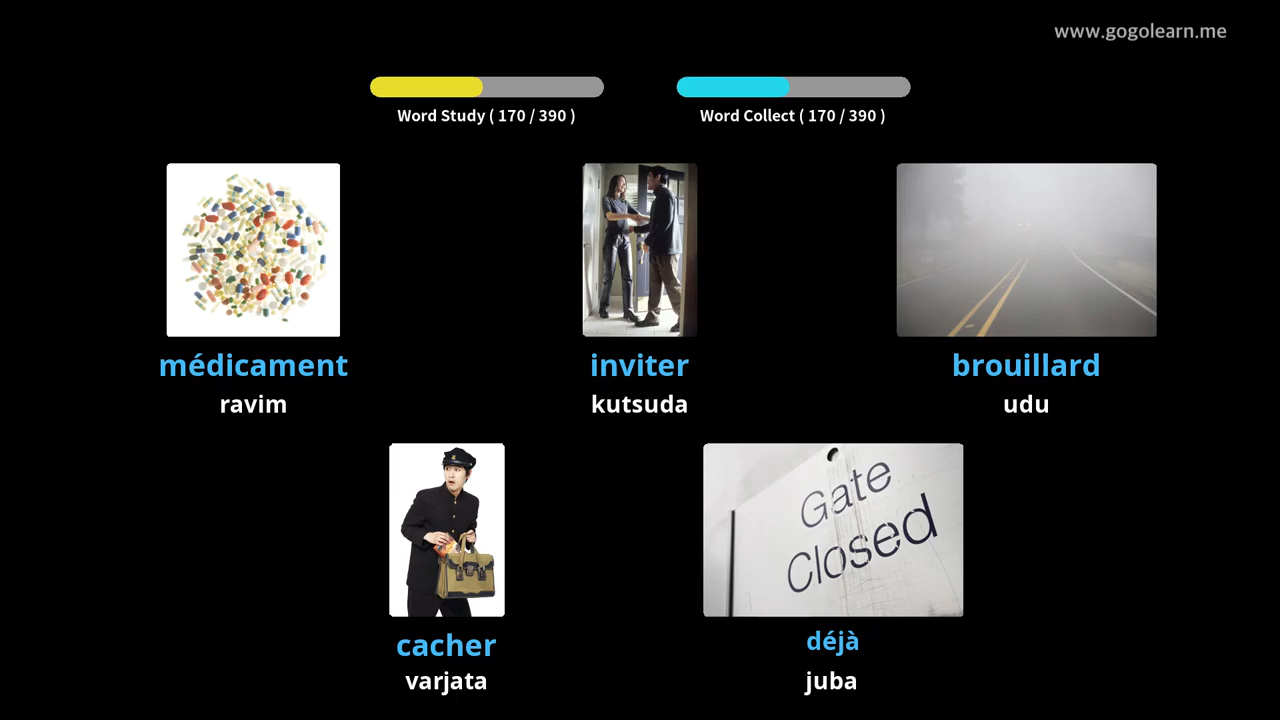 www.gogolearn.me
Word Study ( 170 / 390 )
Word Collect ( 170 / 390 )
médicament
ravim
inviter
kutsuda
brouillard
udu
Gate
Closed
cacher
varjata
déjà
juba